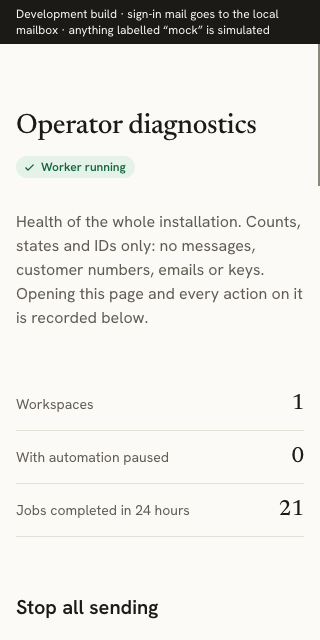 Development build · sign-in mail goes to the local
mailbox · anything labelled “mock” is simulated
Operator diagnostics
Worker running
Health of the whole installation. Counts,
states and IDs only: no messages,
customer numbers, emails or keys.
Opening this page and every action on it
is recorded below.
Workspaces 1
With automation paused 0
Jobs completed in 24 hours 21
Stop all sending